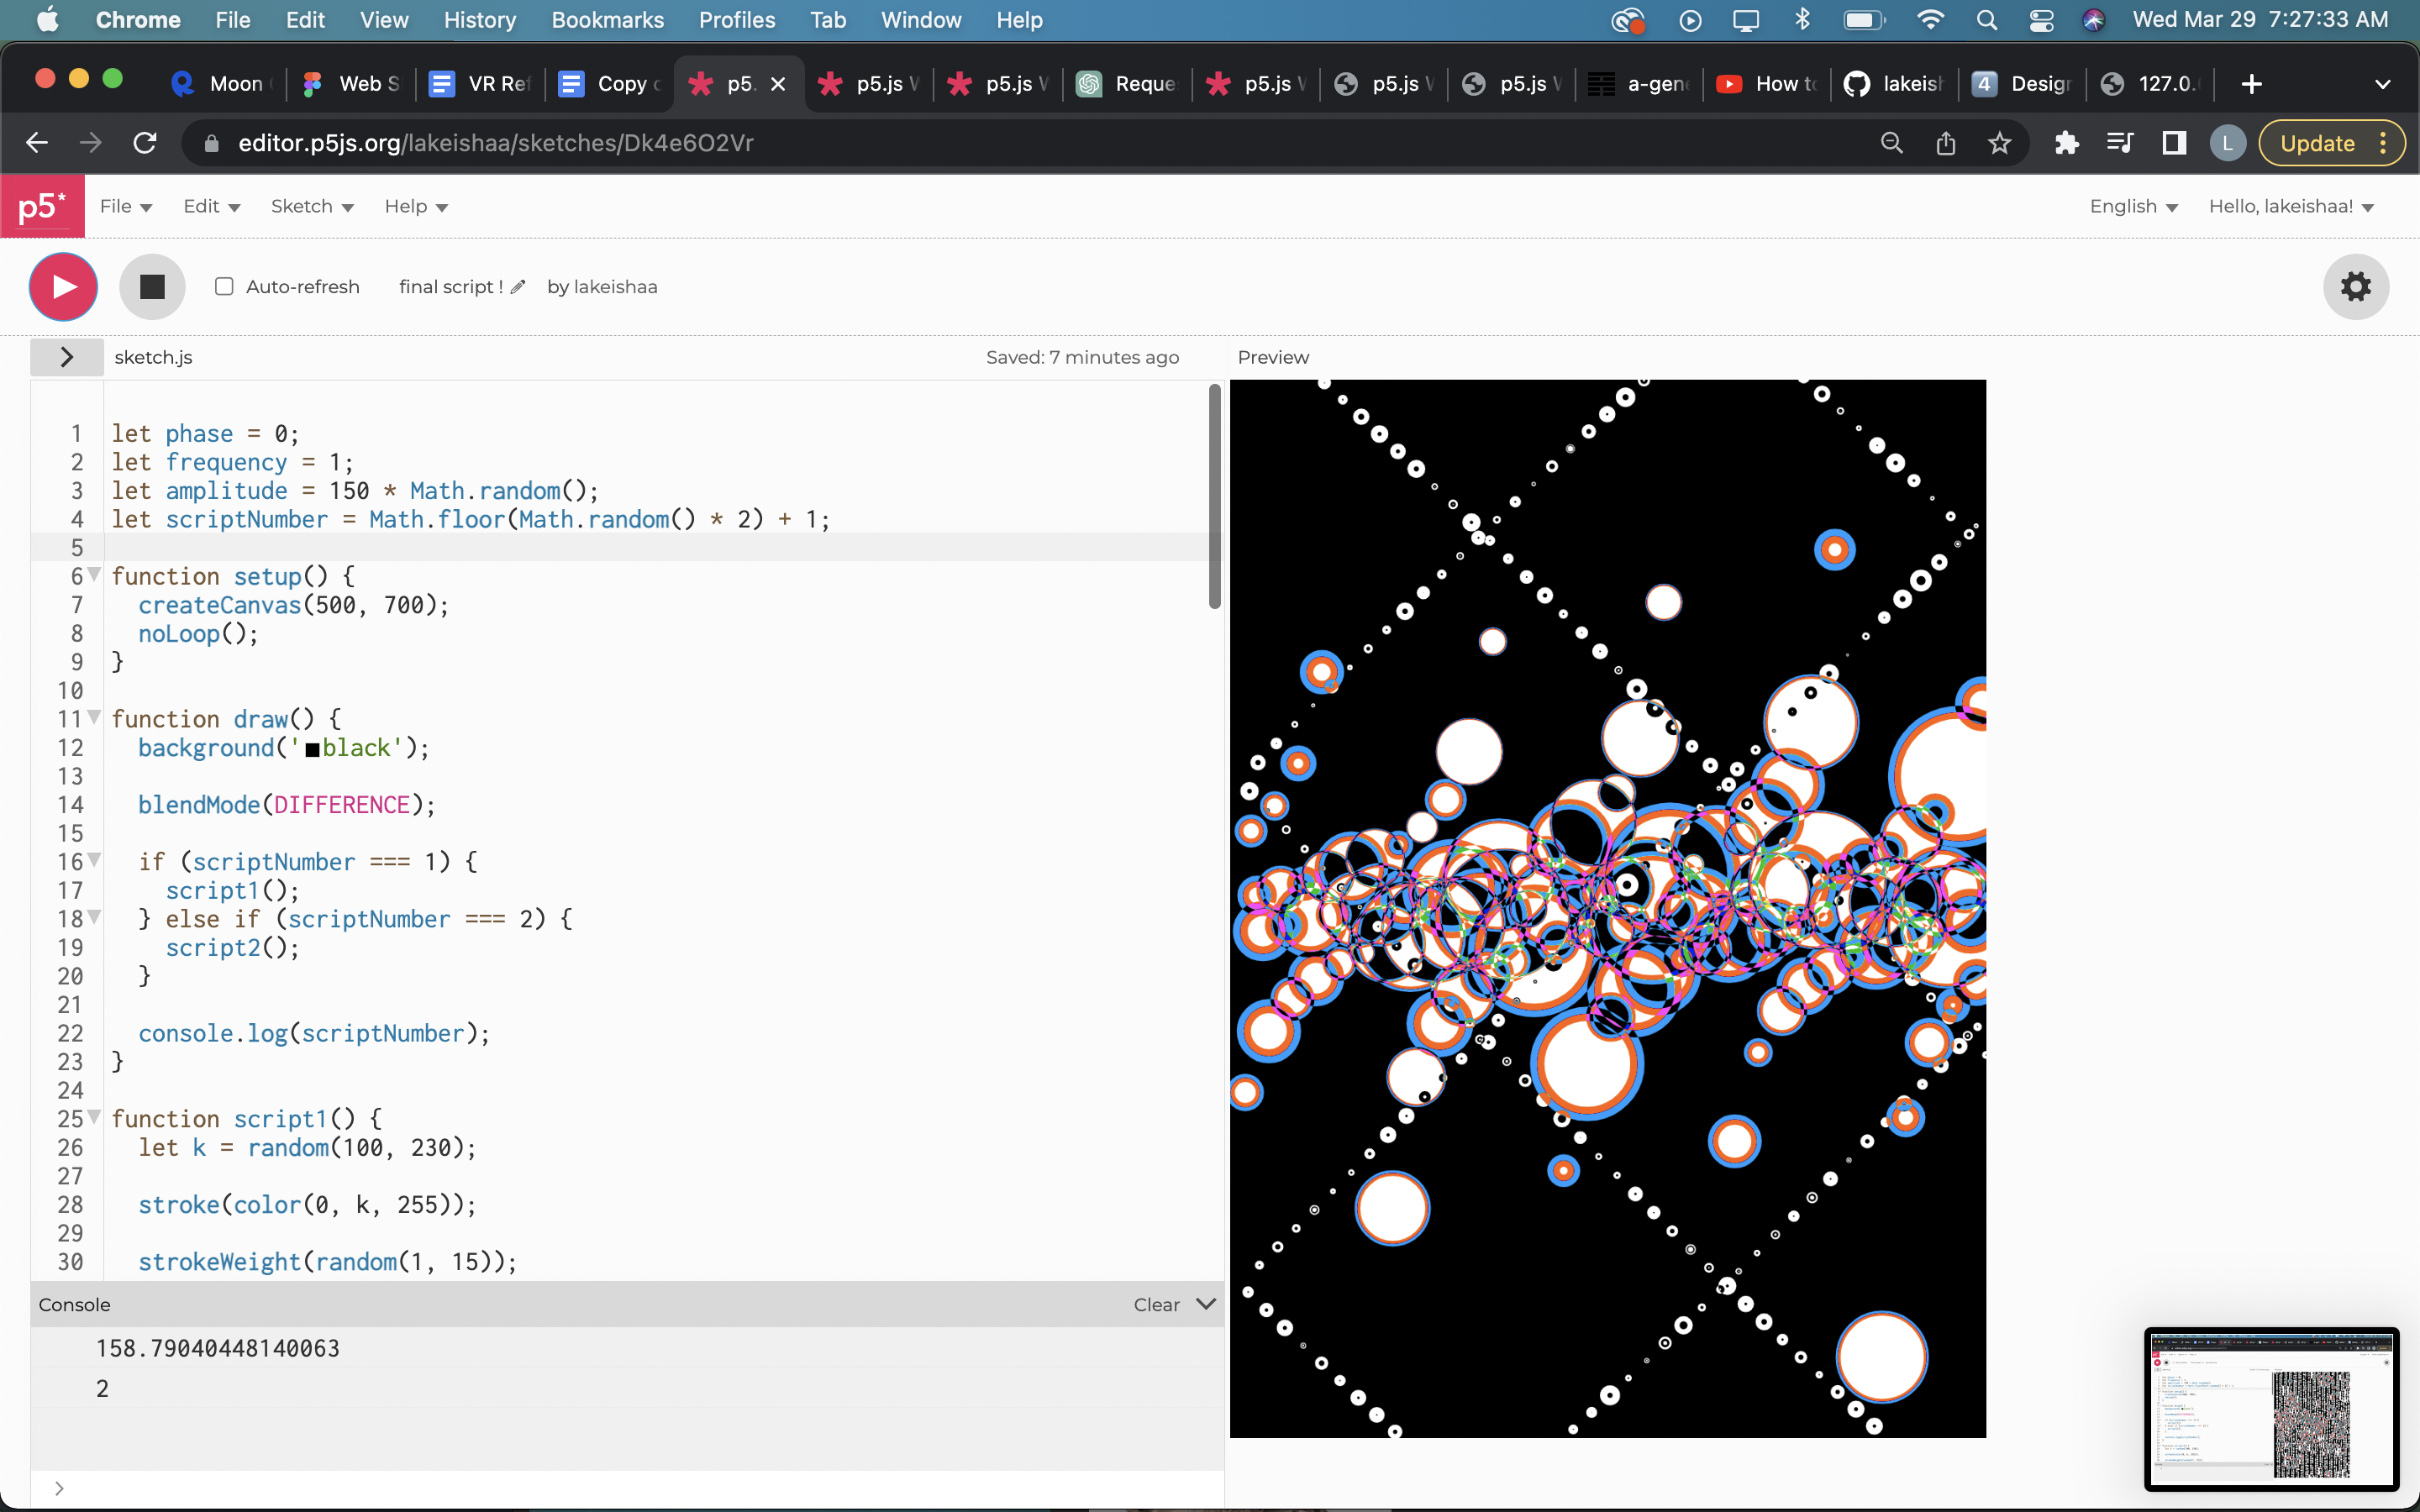 Chrome File Edit View History Bookmarks Profiles Tab Window Help Wed Mar 29 7:27:33 AM
Moon Web S VR Ref Copy p5. p5.js p5.js Reque p5.js p5.js p5.js a-gen How to lakeish 4 Design 127.0.
editor.p5js.org/lakeishaa/sketches/Dk4e6O2Vr L Update
p5* File Edit Sketch Help English Hello, lakeishaa!
Auto-refresh final script ! by lakeishaa
> sketch.js Saved: 7 minutes ago Preview
1 let phase = 0;
2 let frequency = 1;
3 let amplitude = 150 * Math.random();
4 let scriptNumber = Math.floor(Math.random() * 2) + 1;
5
6 function setup() {
7 createCanvas(500, 700);
8 noLoop();
9 }
10
11 function draw() {
12 background('black');
13
14 blendMode(DIFFERENCE);
15
16 if (scriptNumber === 1) {
17 script1();
18 } else if (scriptNumber === 2) {
19 script2();
20 }
21
22 console.log(scriptNumber);
23 }
24
25 function script1() {
26 let k = random(100, 230);
27
28 stroke(color(0, k, 255));
29
30 strokeWeight(random(1, 15));
Console Clear
158.79040448140063
2
>